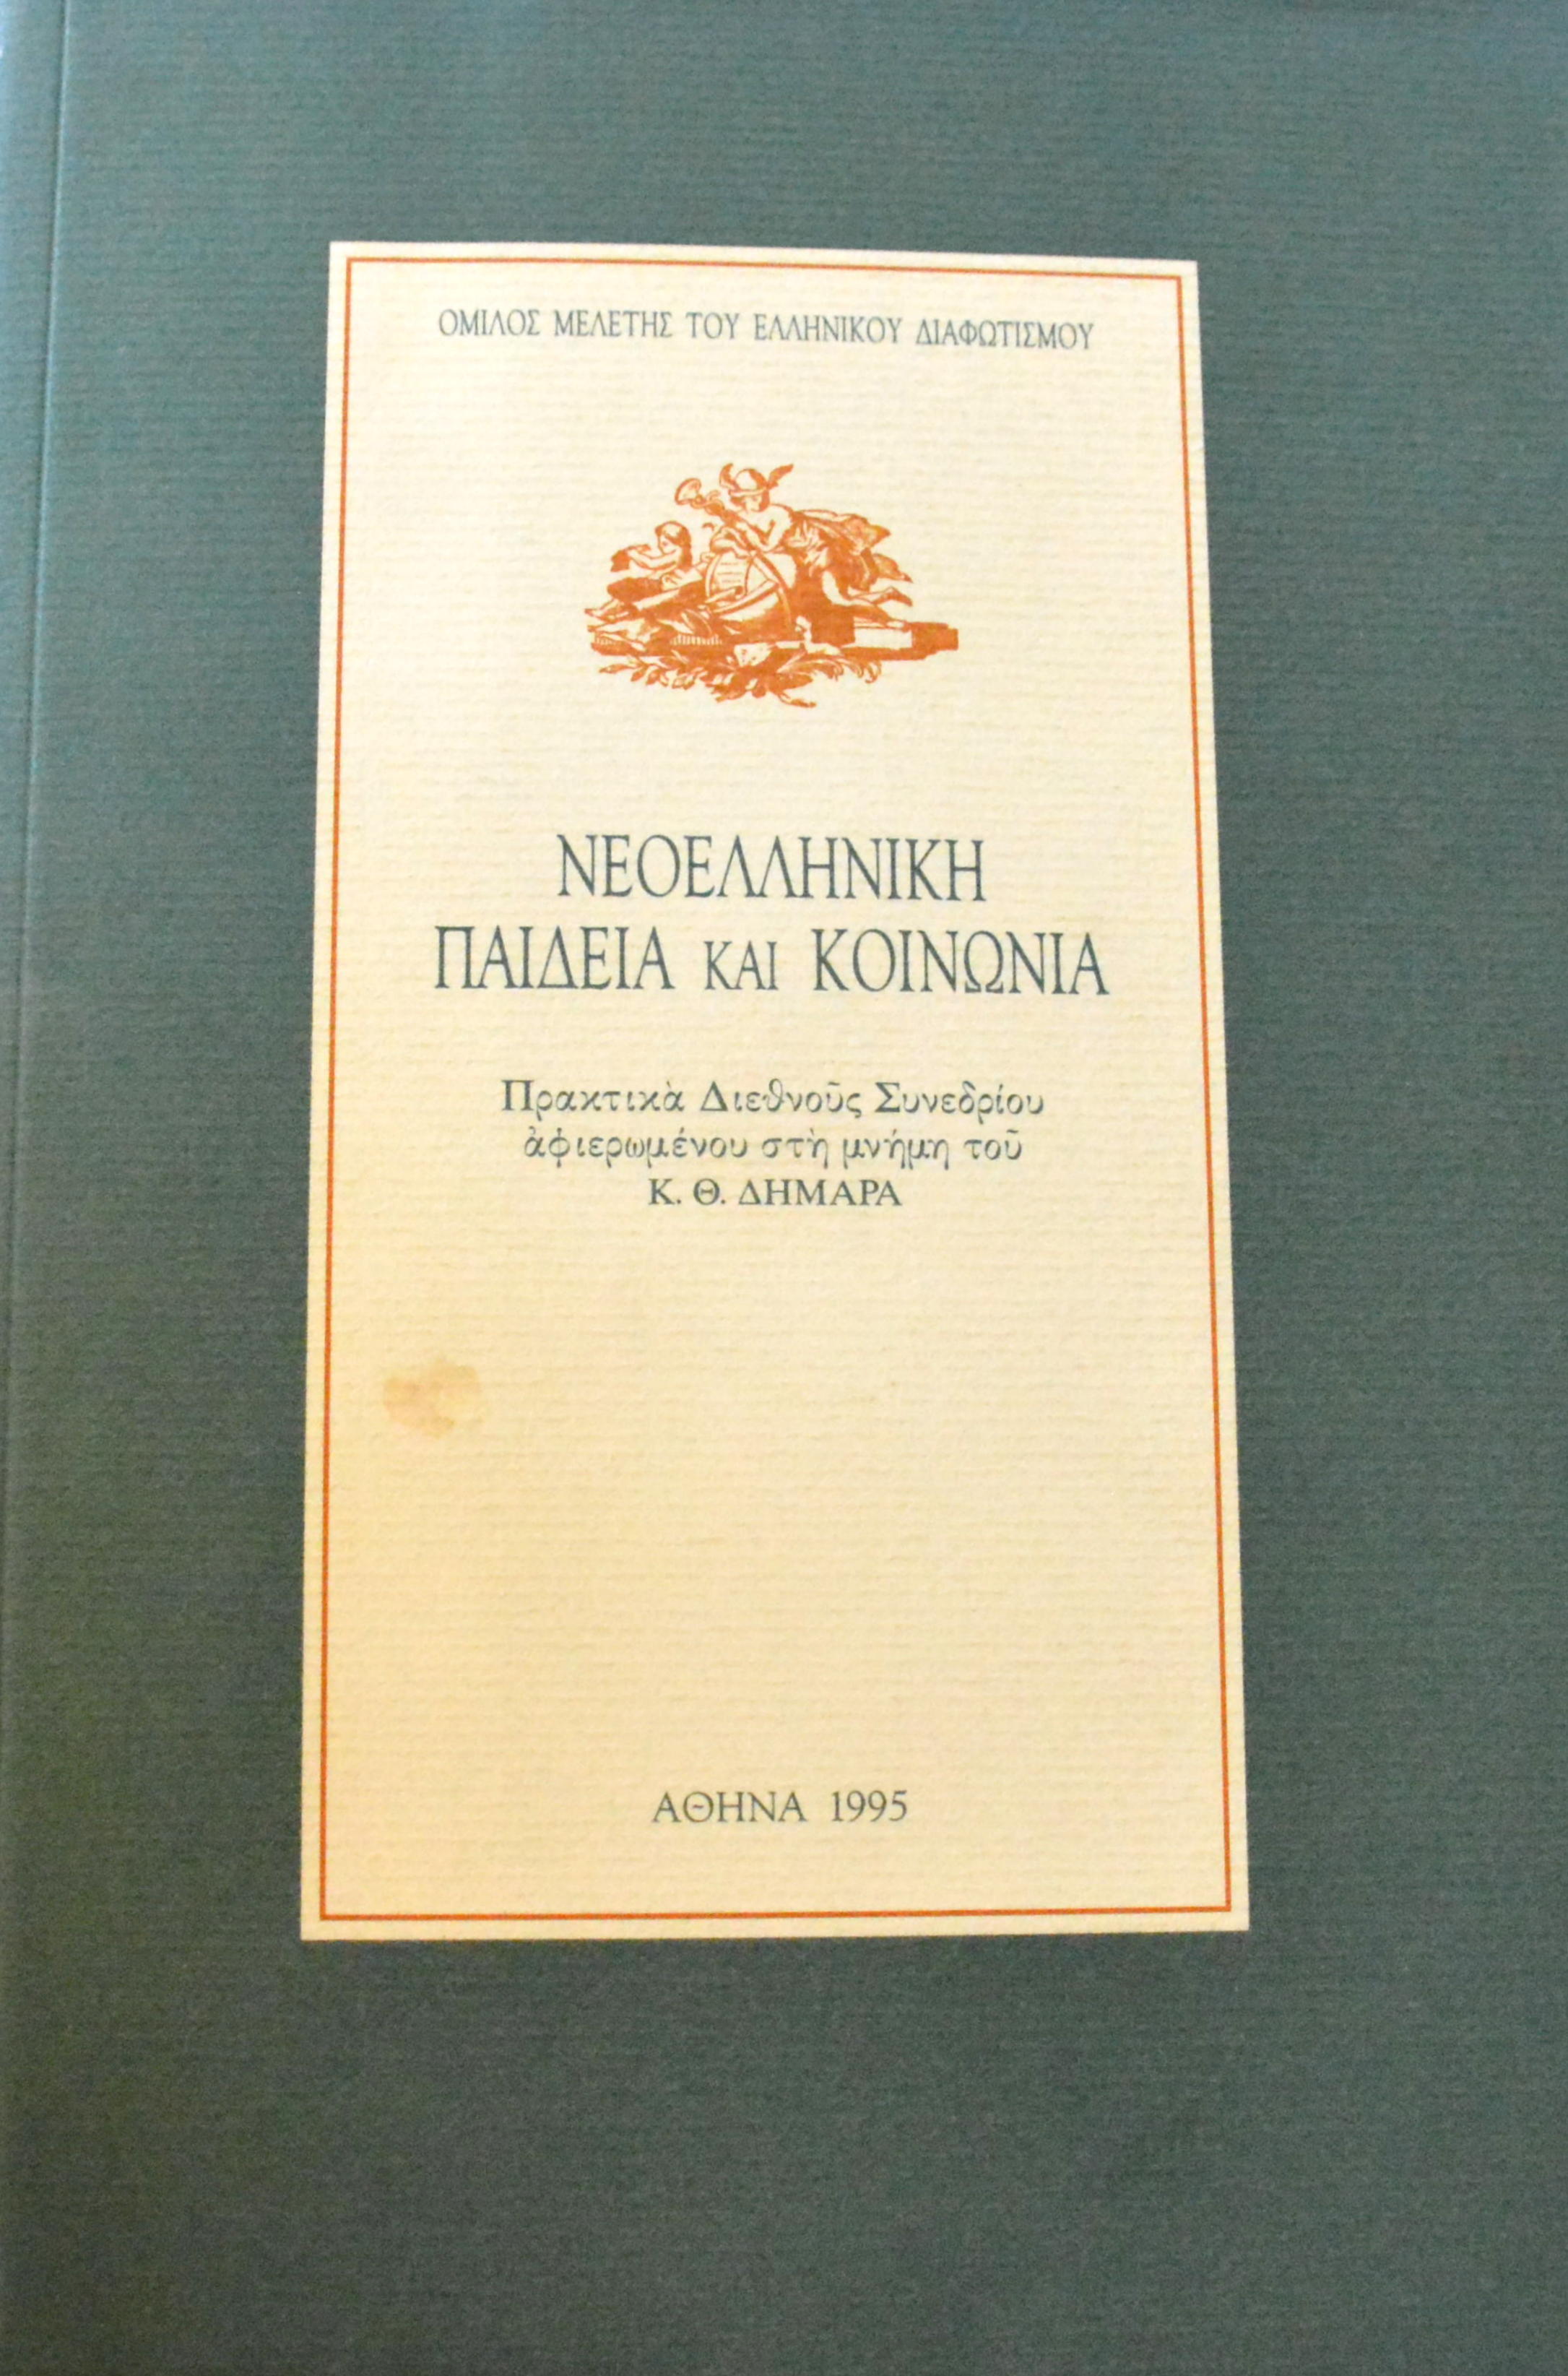 ΟΜΙΛΟΣ ΜΕΛΕΤΗΣ ΤΟΥ ΕΛΛΗΝΙΚΟΥ ΔΙΑΦΩΤΙΣΜΟΥ
ΝΕΟΕΛΛΗΝΙΚΗ
ΠΑΙΔΕΙΑ ΚΑΙ ΚΟΙΝΩΝΙΑ
Πρακτικὰ Διεθνοῦς Συνεδρίου
ἀφιερωμένου στὴ μνήμη τοῦ
Κ. Θ. ΔΗΜΑΡΑ
ΑΘΗΝΑ 1995